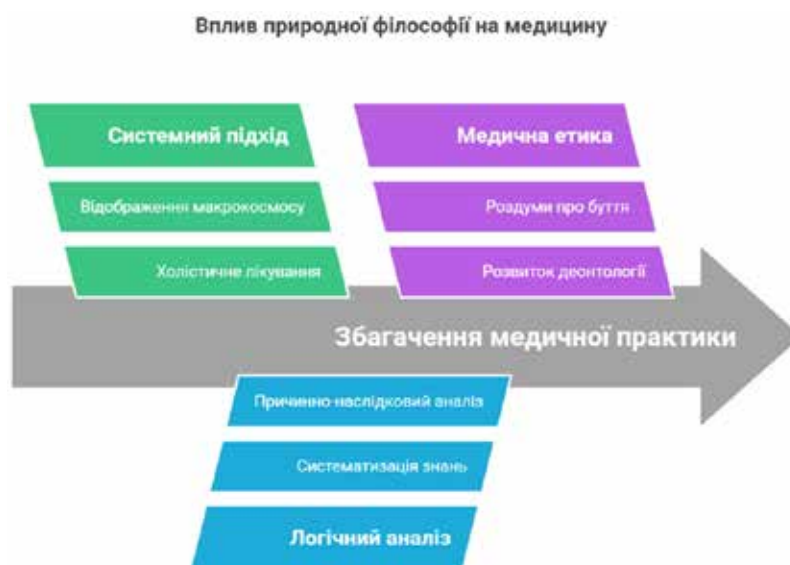 Вплив природної філософії на медицину
Системний підхід
Відображення макрокосмосу
Холістичне лікування
Медична етика
Роздуми про буття
Розвиток деонтології
Збагачення медичної практики
Причинно-наслідковий аналіз
Систематизація знань
Логічний аналіз